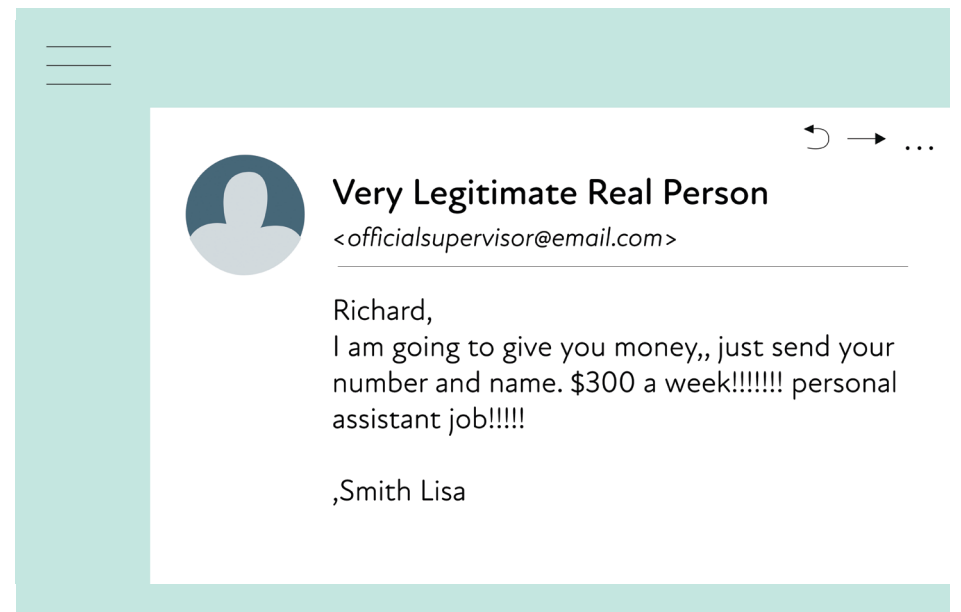 ...
Very Legitimate Real Person
<officialsupervisor@email.com>
Richard,
I am going to give you money,, just send your
number and name. $300 a week!!!!!!! personal
assistant job!!!!!
,Smith Lisa